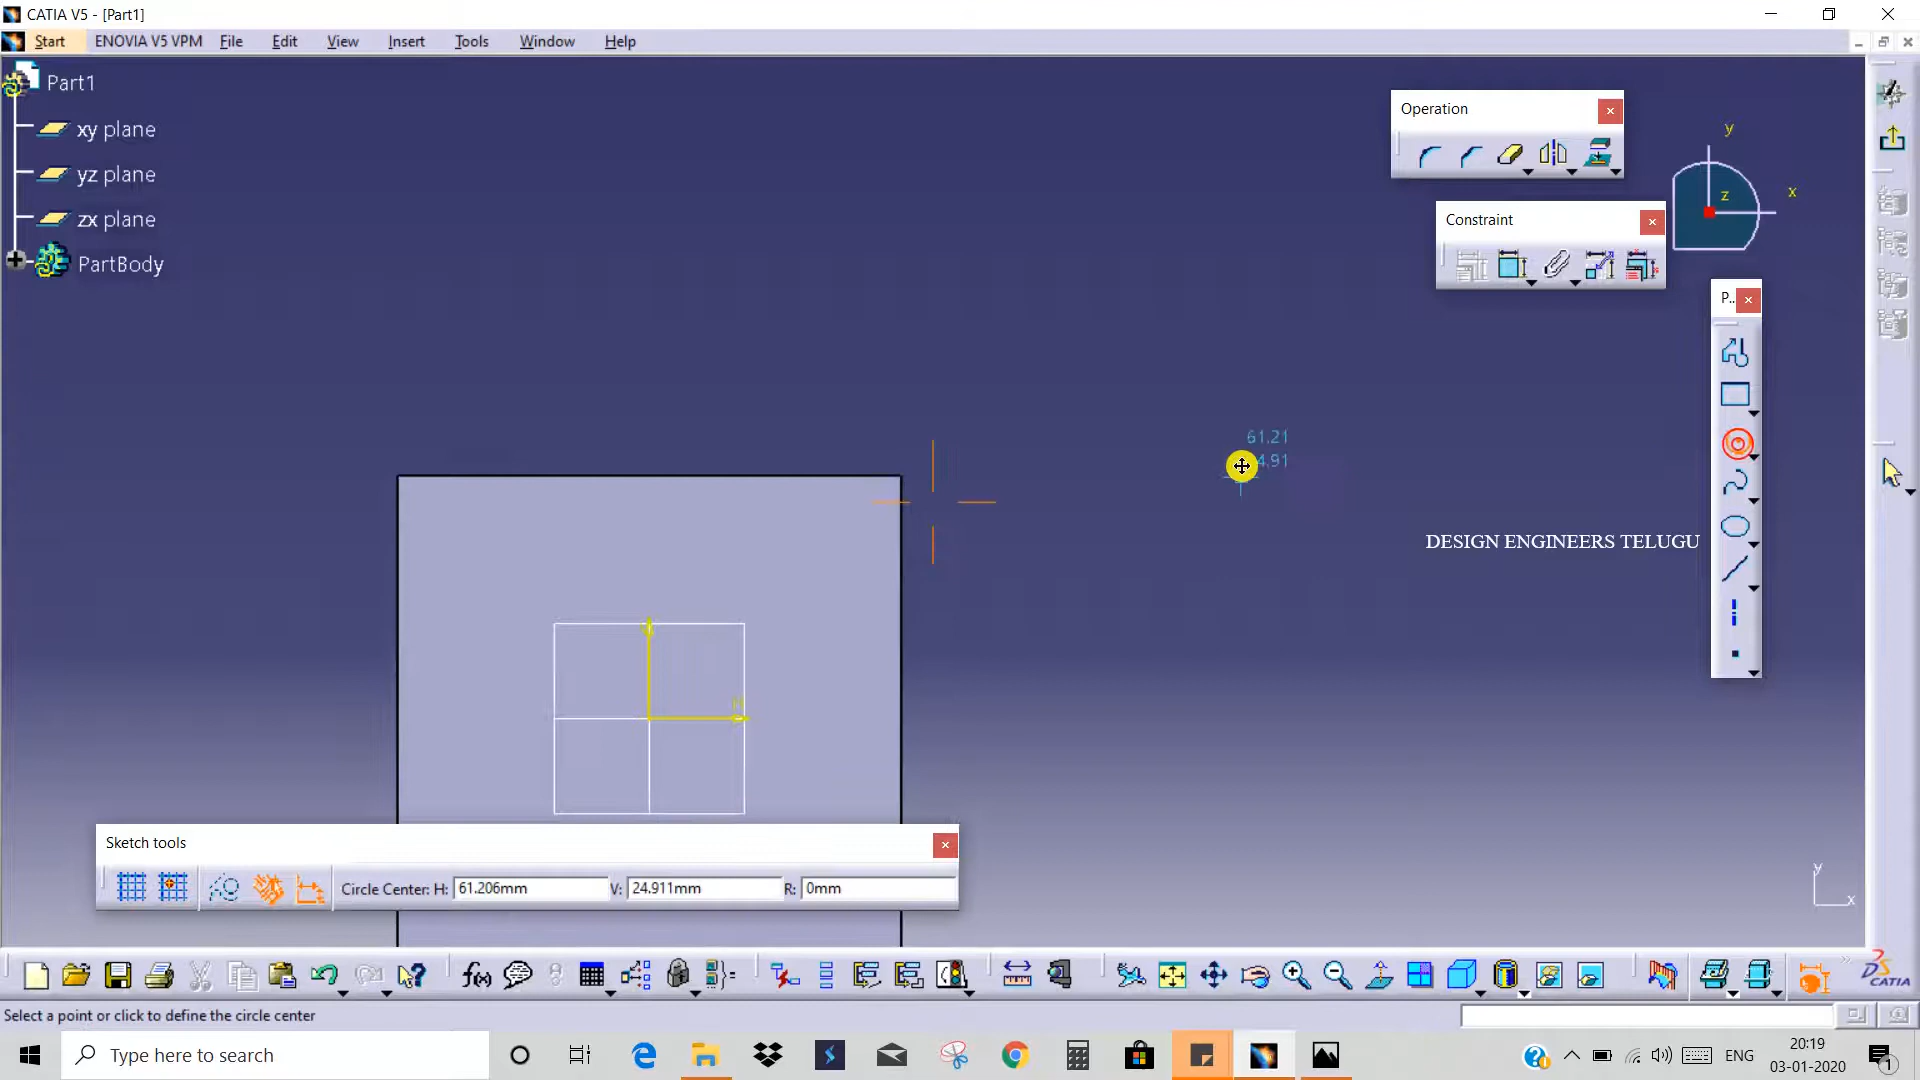 CATIA V5 - [Part1]
Start ENOVIA V5 VPM File Edit View Insert Tools Window Help
Part1
xy plane
yz plane
zx plane
PartBody
Operation
Constraint
y
x
z
P..
61.21
4.91
DESIGN ENGINEERS TELUGU
Sketch tools
Circle Center: H: 61.206mm V: 24.911mm R: 0mm
y
x
CATIA
Select a point or click to define the circle center
Type here to search
ENG
20:19
03-01-2020
1